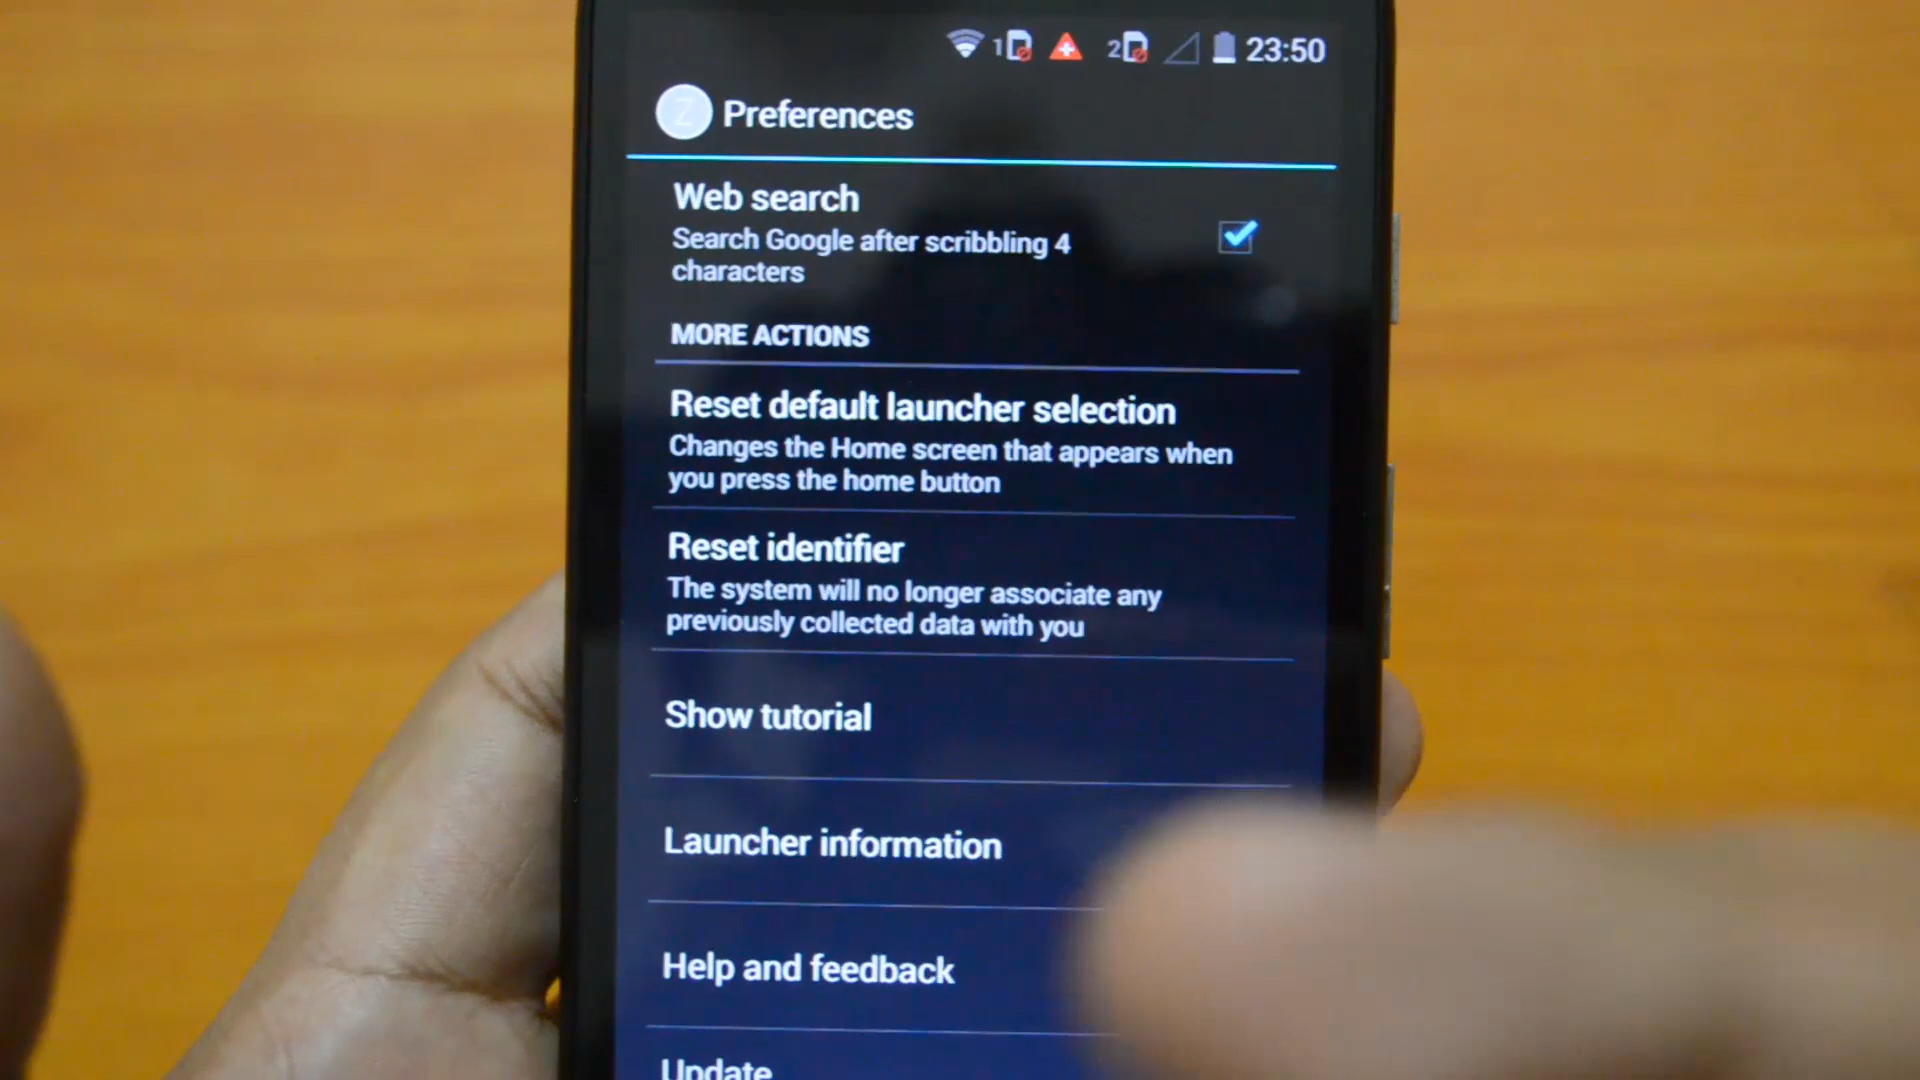 1 2 23:50
Z Preferences
Web search
Search Google after scribbling 4
characters
MORE ACTIONS
Reset default launcher selection
Changes the Home screen that appears when
you press the home button
Reset identifier
The system will no longer associate any
previously collected data with you
Show tutorial
Launcher information
Help and feedback
Update